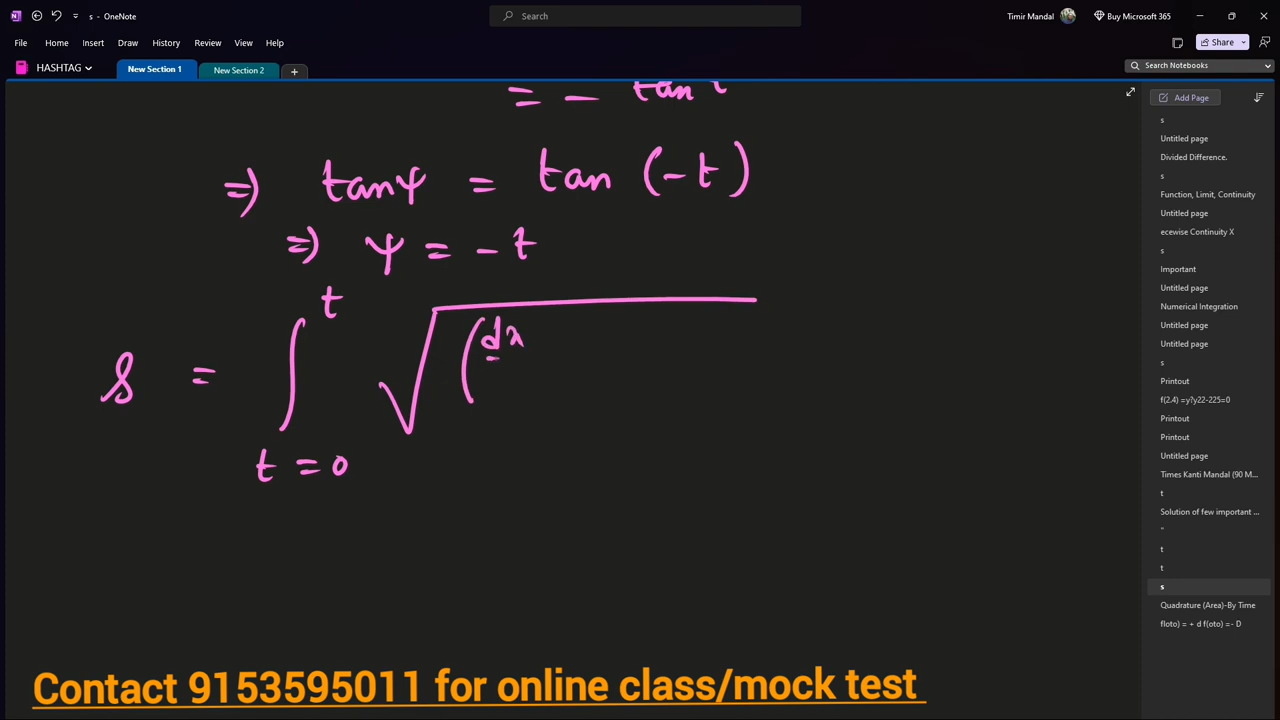 s - OneNote
Search
Timir Mandal
Buy Microsoft 365
File Home Insert Draw History Review View Help
Share
HASHTAG
New Section 1
New Section 2
+
Search Notebooks
Add Page
s
Untitled page
Divided Difference.
s
Function, Limit, Continuity
Untitled page
ecewise Continuity X
s
Important
Untitled page
Numerical Integration
Untitled page
Untitled page
s
Printout
f(2.4) =y?y22-225=0
Printout
Printout
Untitled page
Times Kanti Mandal (90 M...
t
Solution of few important ...
"
t
t
s
Quadrature (Area)-By Time
floto) = + d f(oto) =- D
= - tan t
=) tanψ = tan (-t)
=) ψ = - t
s = ∫ t t = 0 √ (dx
Contact 9153595011 for online class/mock test